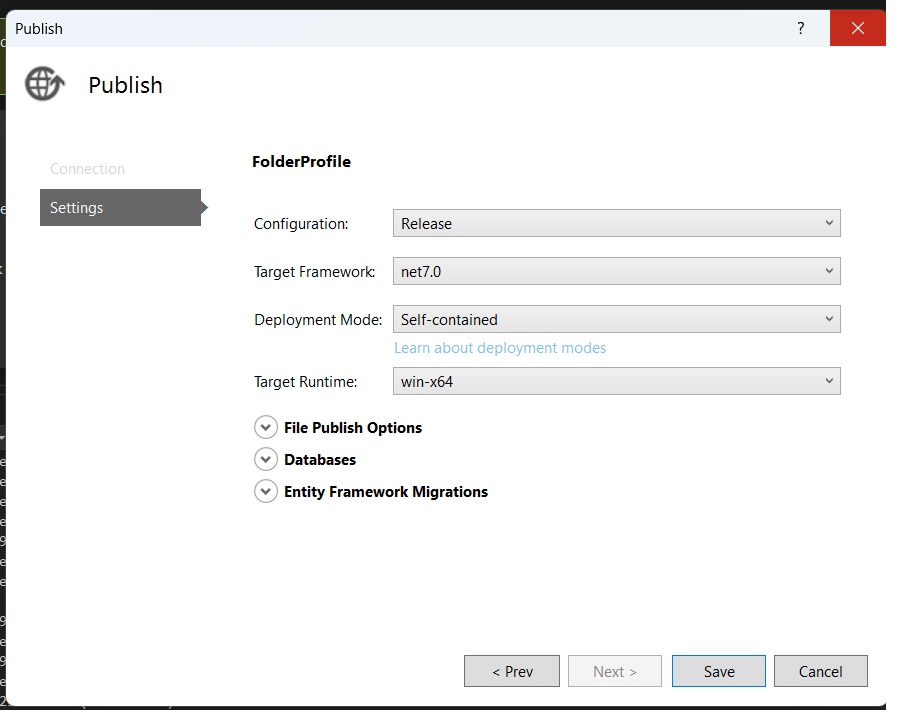 Publish
?
Publish
Connection
Settings
FolderProfile
Configuration: Release
Target Framework: net7.0
Deployment Mode: Self-contained
Learn about deployment modes
Target Runtime: win-x64
File Publish Options
Databases
Entity Framework Migrations
< Prev Next > Save Cancel